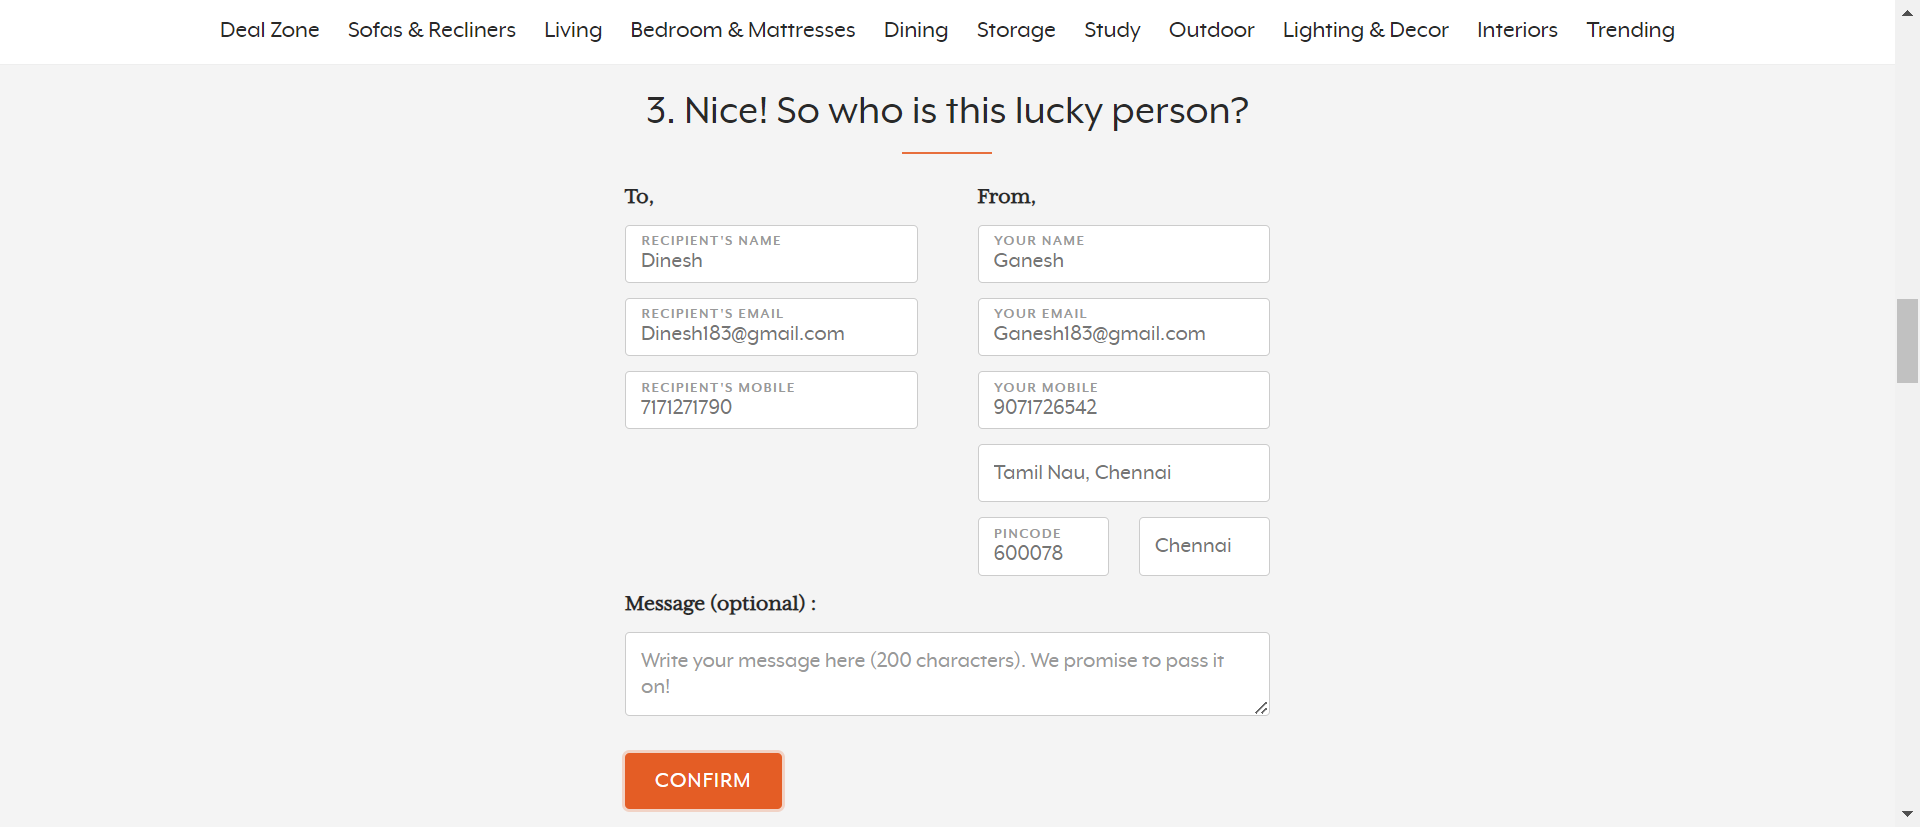 Deal Zone Sofas & Recliners Living Bedroom & Mattresses Dining Storage Study Outdoor Lighting & Decor Interiors Trending
3. Nice! So who is this lucky person?
To,
RECIPIENT'S NAME
Dinesh
RECIPIENT'S EMAIL
Dinesh183@gmail.com
RECIPIENT'S MOBILE
7171271790
From,
YOUR NAME
Ganesh
YOUR EMAIL
Ganesh183@gmail.com
YOUR MOBILE
9071726542
Tamil Nau, Chennai
PINCODE
600078
Chennai
Message (optional) :
Write your message here (200 characters). We promise to pass it
on!
CONFIRM